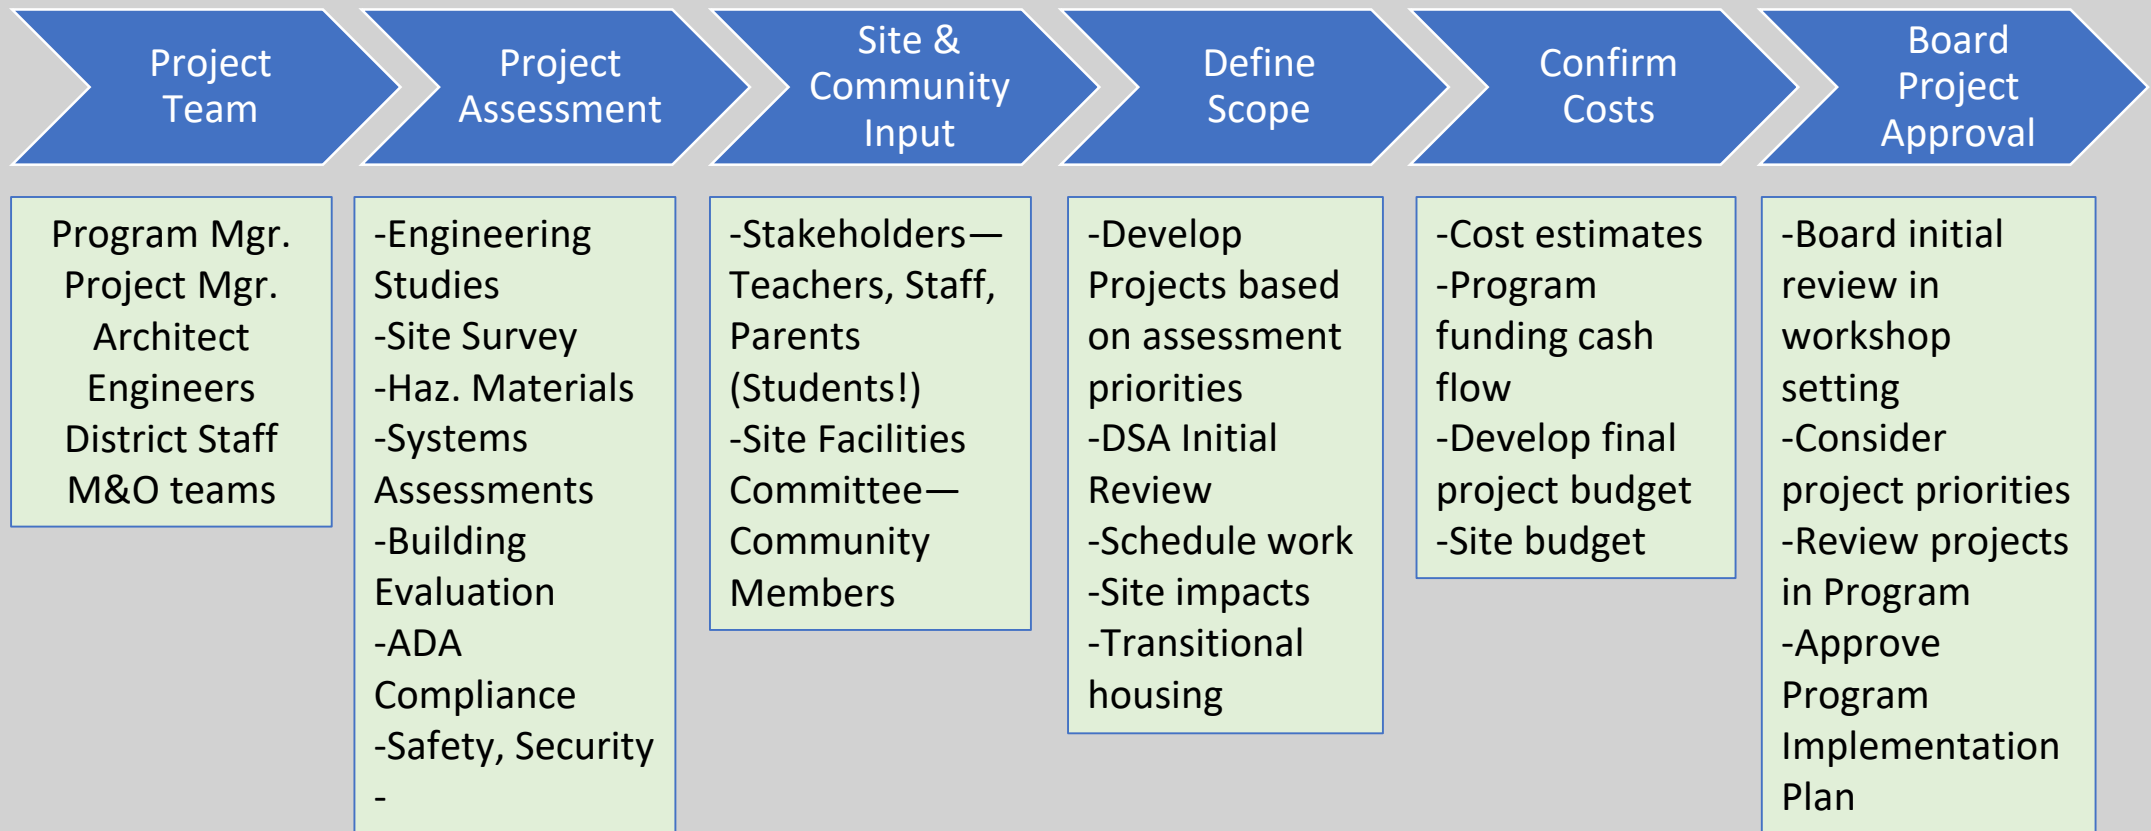 Project
Team
Project
Assessment
Site &
Community
Input
Define
Scope
Confirm
Costs
Board
Project
Approval
Program Mgr.
Project Mgr.
Architect
Engineers
District Staff
M&O teams
-Engineering
Studies
-Site Survey
-Haz. Materials
-Systems
Assessments
-Building
Evaluation
-ADA
Compliance
-Safety, Security
-
-Stakeholders—
Teachers, Staff,
Parents
(Students!)
-Site Facilities
Committee—
Community
Members
-Develop
Projects based
on assessment
priorities
-DSA Initial
Review
-Schedule work
-Site impacts
-Transitional
housing
-Cost estimates
-Program
funding cash
flow
-Develop final
project budget
-Site budget
-Board initial
review in
workshop
setting
-Consider
project priorities
-Review projects
in Program
-Approve
Program
Implementation
Plan